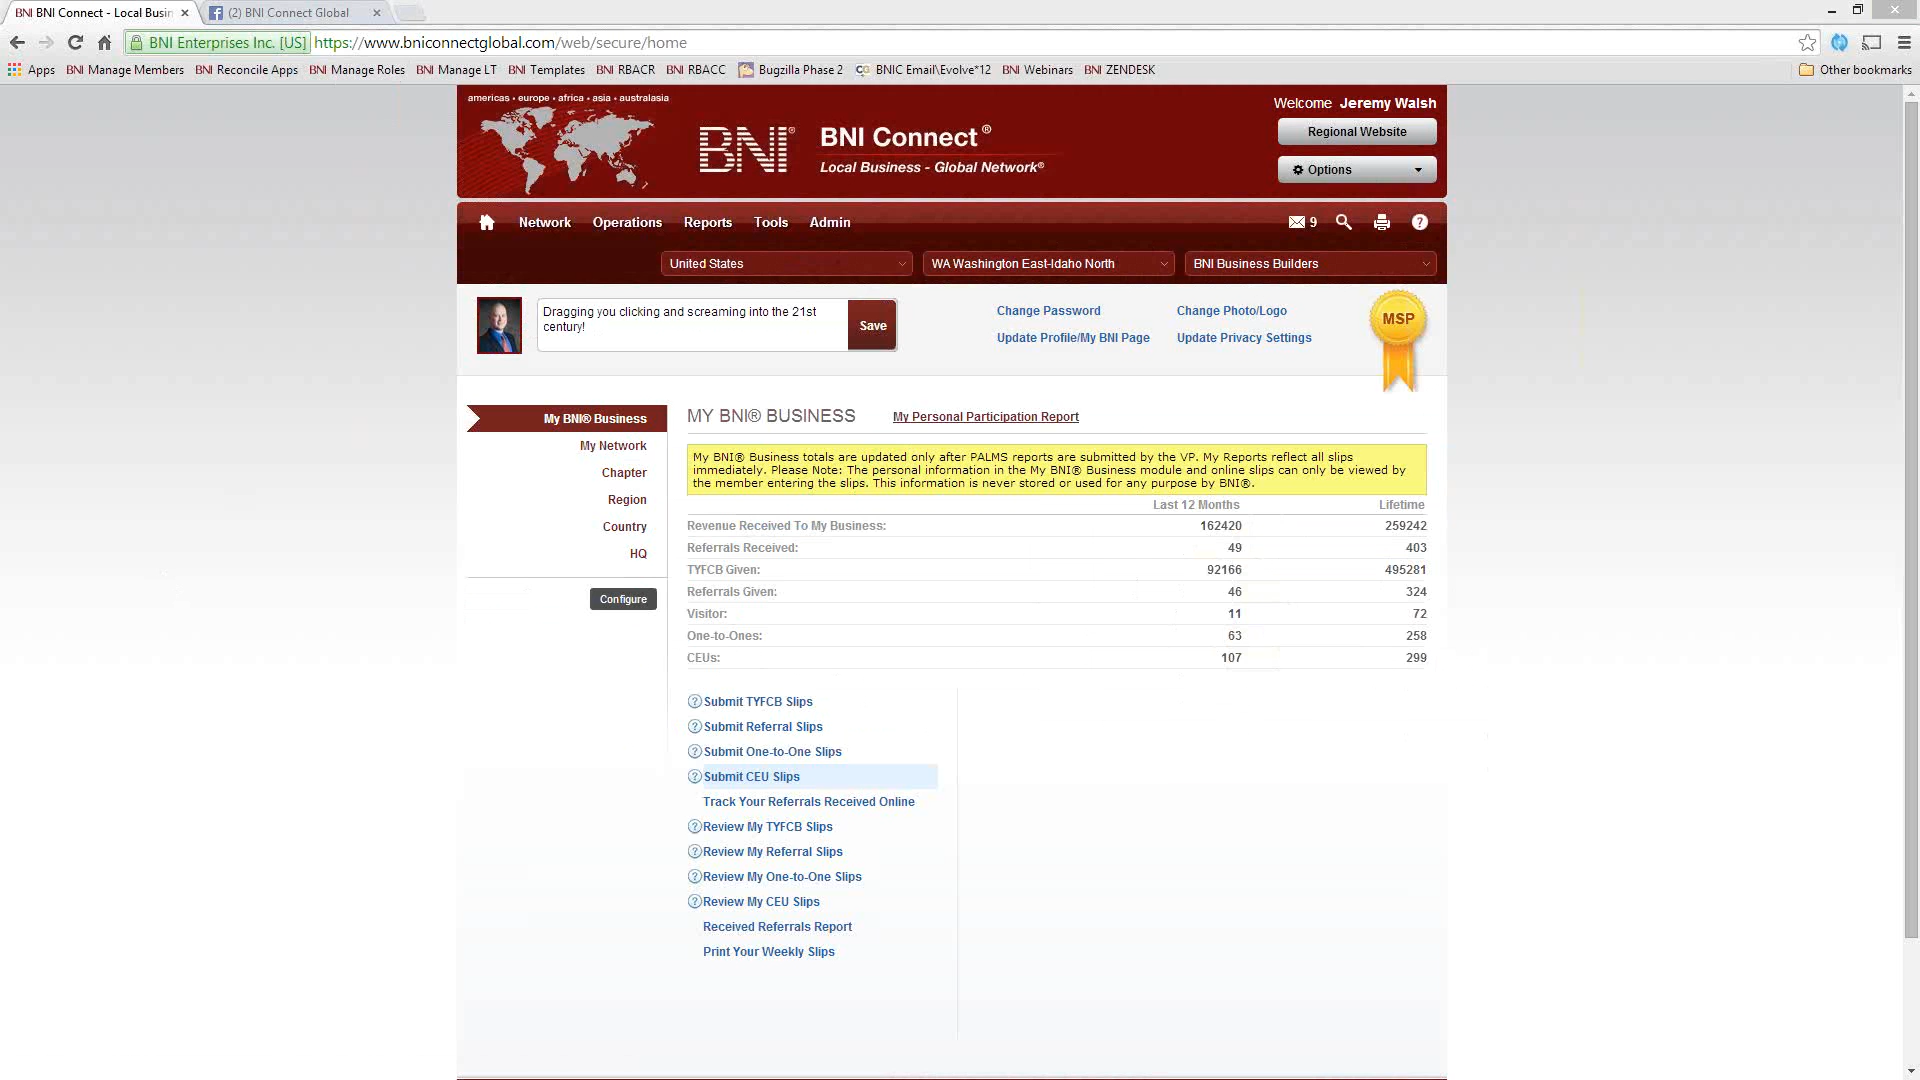 BNI BNI Connect - Local Busin
(2) BNI Connect Global
BNI Enterprises Inc. [US] https://www.bniconnectglobal.com/web/secure/home
Apps BNI Manage Members BNI Reconcile Apps BNI Manage Roles BNI Manage LT BNI Templates BNI RBACR BNI RBACC Bugzilla Phase 2 BNIC Email\Evolve*12 BNI Webinars BNI ZENDESK Other bookmarks
americas • europe • africa • asia • australasia
Welcome Jeremy Walsh
BNI® BNI Connect®
Local Business - Global Network®
Regional Website
Options
Network Operations Reports Tools Admin 9
United States WA Washington East-Idaho North BNI Business Builders
Dragging you clicking and screaming into the 21st
century!
Save
Change Password Change Photo/Logo
Update Profile/My BNI Page Update Privacy Settings
MSP
My BNI® Business
My Network
Chapter
Region
Country
HQ
Configure
MY BNI® BUSINESS My Personal Participation Report
My BNI® Business totals are updated only after PALMS reports are submitted by the VP. My Reports reflect all slips
immediately. Please Note: The personal information in the My BNI® Business module and online slips can only be viewed by
the member entering the slips. This information is never stored or used for any purpose by BNI®.
Last 12 Months Lifetime
Revenue Received To My Business: 162420 259242
Referrals Received: 49 403
TYFCB Given: 92166 495281
Referrals Given: 46 324
Visitor: 11 72
One-to-Ones: 63 258
CEUs: 107 299
Submit TYFCB Slips
Submit Referral Slips
Submit One-to-One Slips
Submit CEU Slips
Track Your Referrals Received Online
Review My TYFCB Slips
Review My Referral Slips
Review My One-to-One Slips
Review My CEU Slips
Received Referrals Report
Print Your Weekly Slips